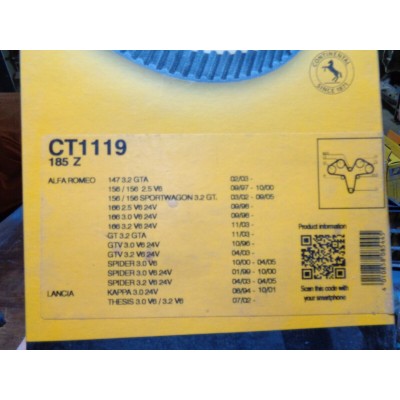 CONTINENTAL
SINCE 1871
CT1119
185 Z
ALFA ROMEO 147 3.2 GTA 02/03 -
156 / 156 2.5 V6 09/97 - 10/00
156 / 156 SPORTWAGON 3.2 GT. 03/02 - 09/05
166 2.5 V6 24V 09/98 -
166 3.0 V6 24V 09/98 -
166 3.2 V6 24V 11/03 -
GT 3.2 GTA 11/03 -
GTV 3.0 V6 24V 10/96 -
GTV 3.2 V6 24V 04/03 -
SPIDER 3.0 V6 10/00 - 04/05
SPIDER 3.0 V6 24V 01/99 - 10/00
SPIDER 3.2 V6 24V 04/03 - 04/05
LANCIA KAPPA 3.0 24V 08/94 - 10/01
THESIS 3.0 V6 / 3.2 V6 07/02 -
Product information
Scan this code with
your smartphone